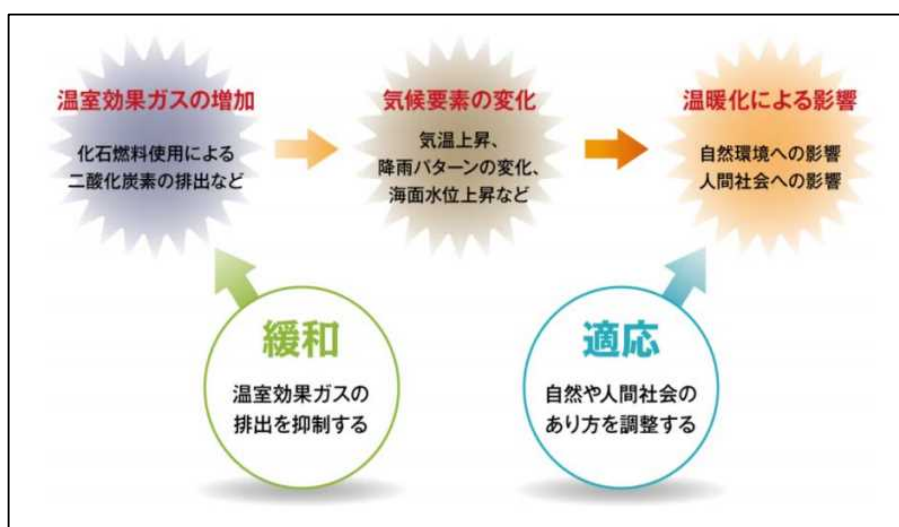 温室効果ガスの増加
化石燃料使用による
二酸化炭素の排出など
気候要素の変化
気温上昇、
降雨パターンの変化、
海面水位上昇など
温暖化による影響
自然環境への影響
人間社会への影響
緩和
温室効果ガスの
排出を抑制する
適応
自然や人間社会の
あり方を調整する